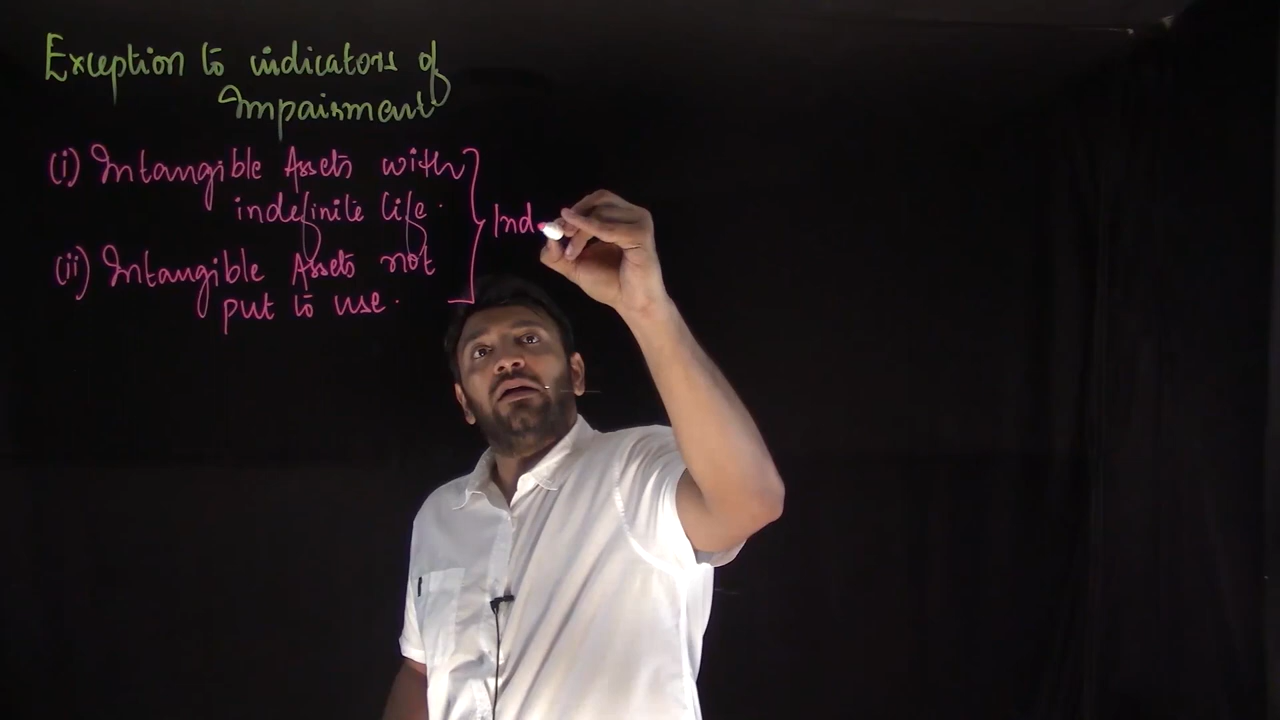 Exception to indicators of
Impairment
(i) Intangible Assets with
indefinite life.
(ii) Intangible Assets not
put to use.
Ind